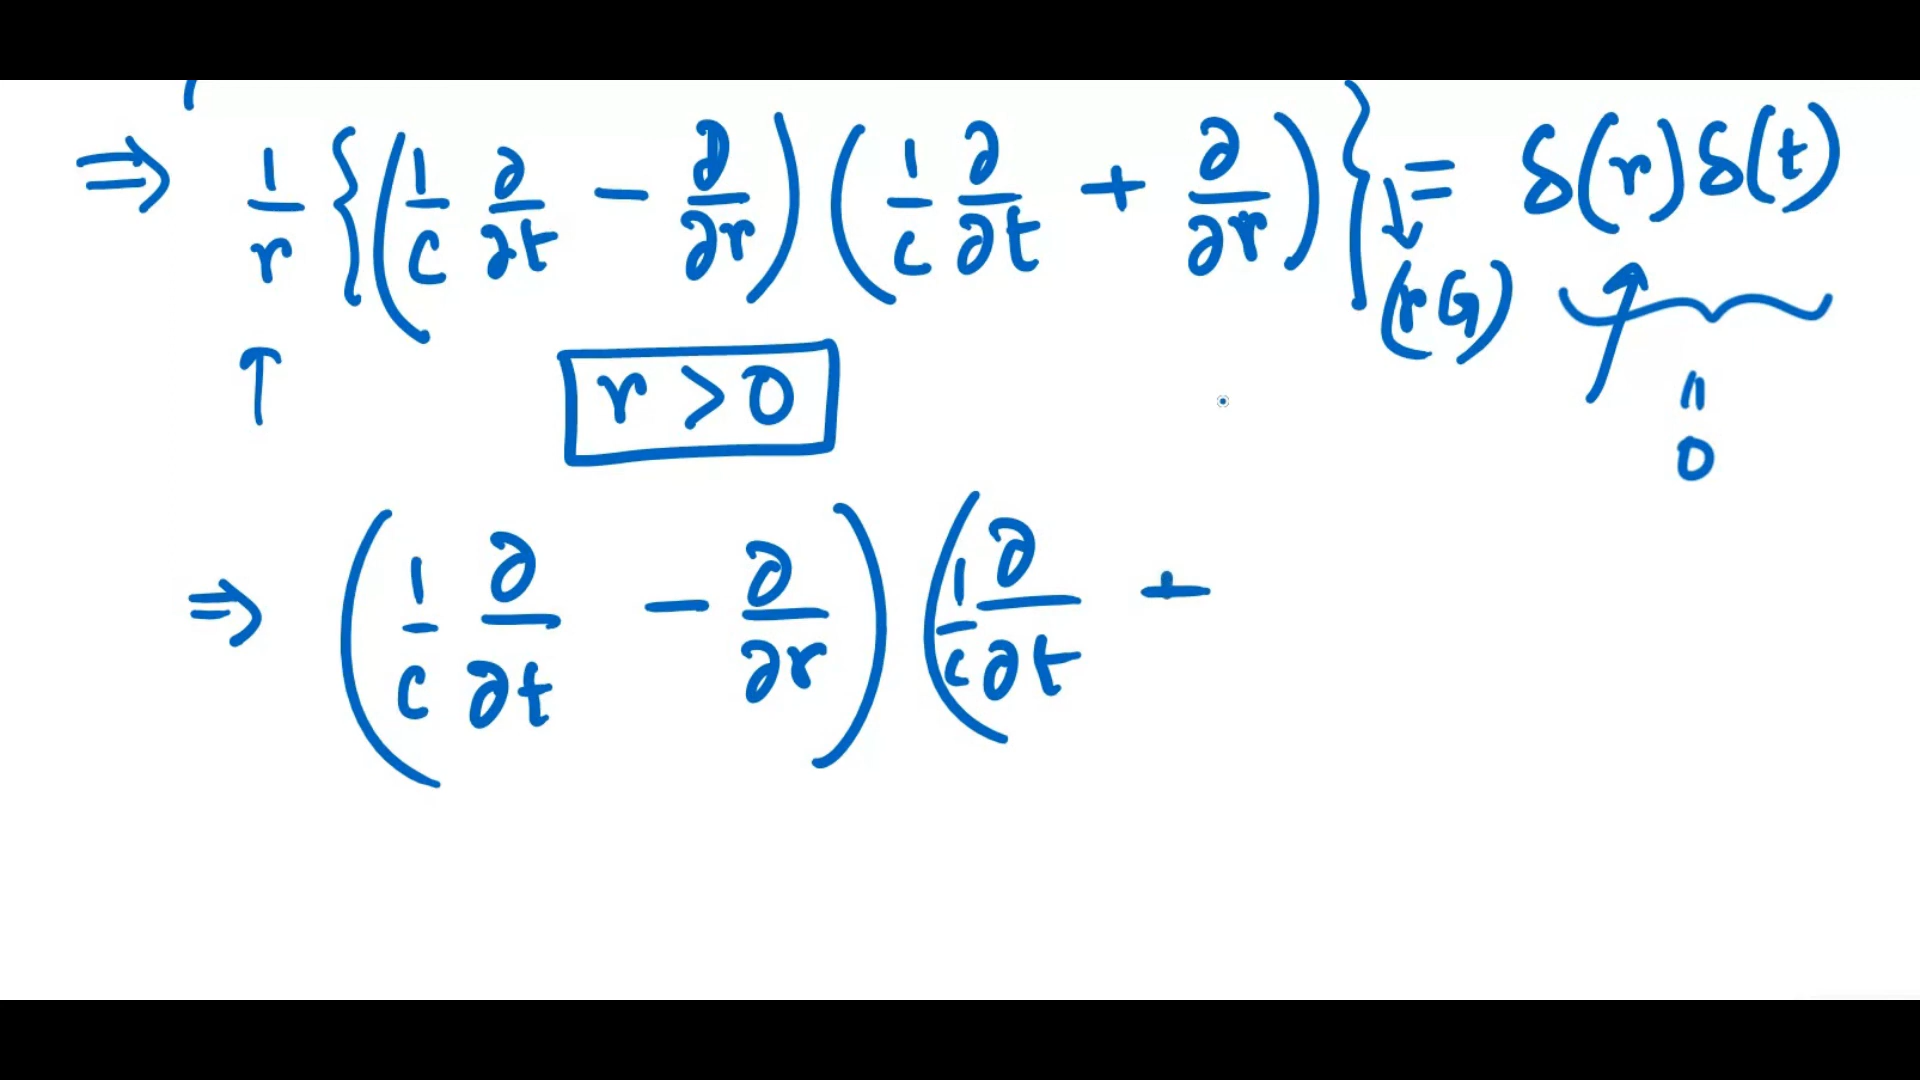 ⇒ 1/r {(1/c ∂/∂t − ∂/∂r)(1/c ∂/∂t + ∂/∂r)} (rG) = δ(r)δ(t)
↑ r > 0 = 0
⇒ (1/c ∂/∂t − ∂/∂r)(1/c ∂/∂t +